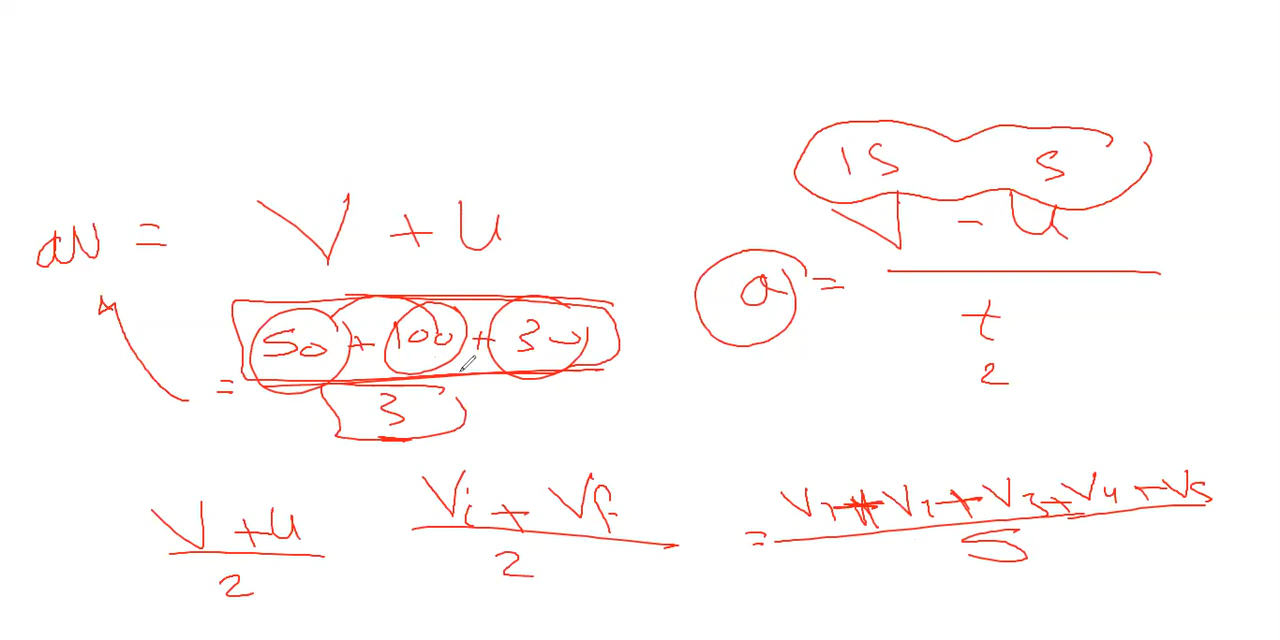 15 5
av = V + u
V - u
a =
t
2
= 50 + 100 + 30
3
V + u
2
Vi + Vf
2
= V1 + V2 + V3 + V4 + V5
5